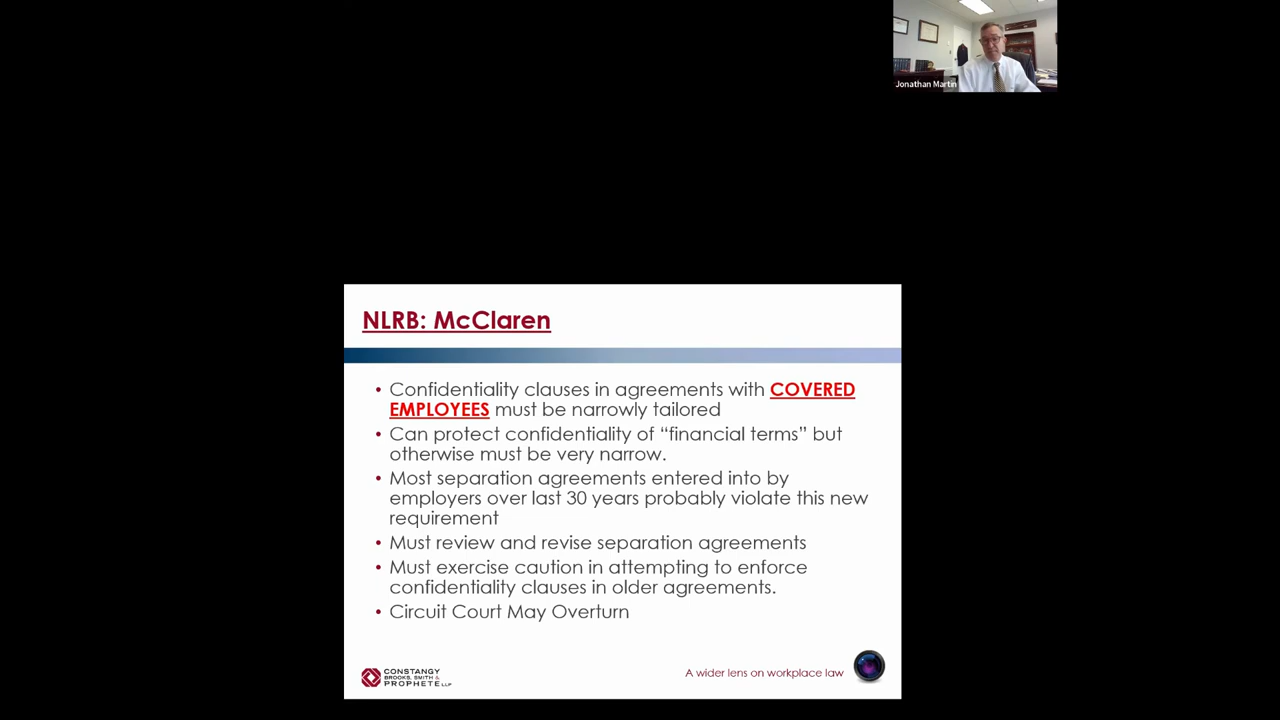 Jonathan Martin
NLRB: McClaren
• Confidentiality clauses in agreements with COVERED
EMPLOYEES must be narrowly tailored
• Can protect confidentiality of “financial terms” but
otherwise must be very narrow.
• Most separation agreements entered into by
employers over last 30 years probably violate this new
requirement
• Must review and revise separation agreements
• Must exercise caution in attempting to enforce
confidentiality clauses in older agreements.
• Circuit Court May Overturn
CONSTANGY
BROOKS, SMITH &
PROPHETE LLP
A wider lens on workplace law